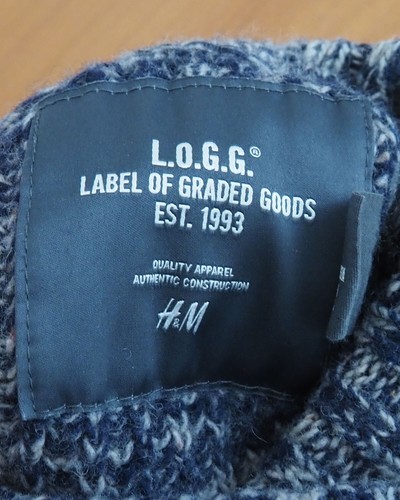 L.O.G.G.®
LABEL OF GRADED GOODS
EST. 1993
QUALITY APPAREL
AUTHENTIC CONSTRUCTION
H&M